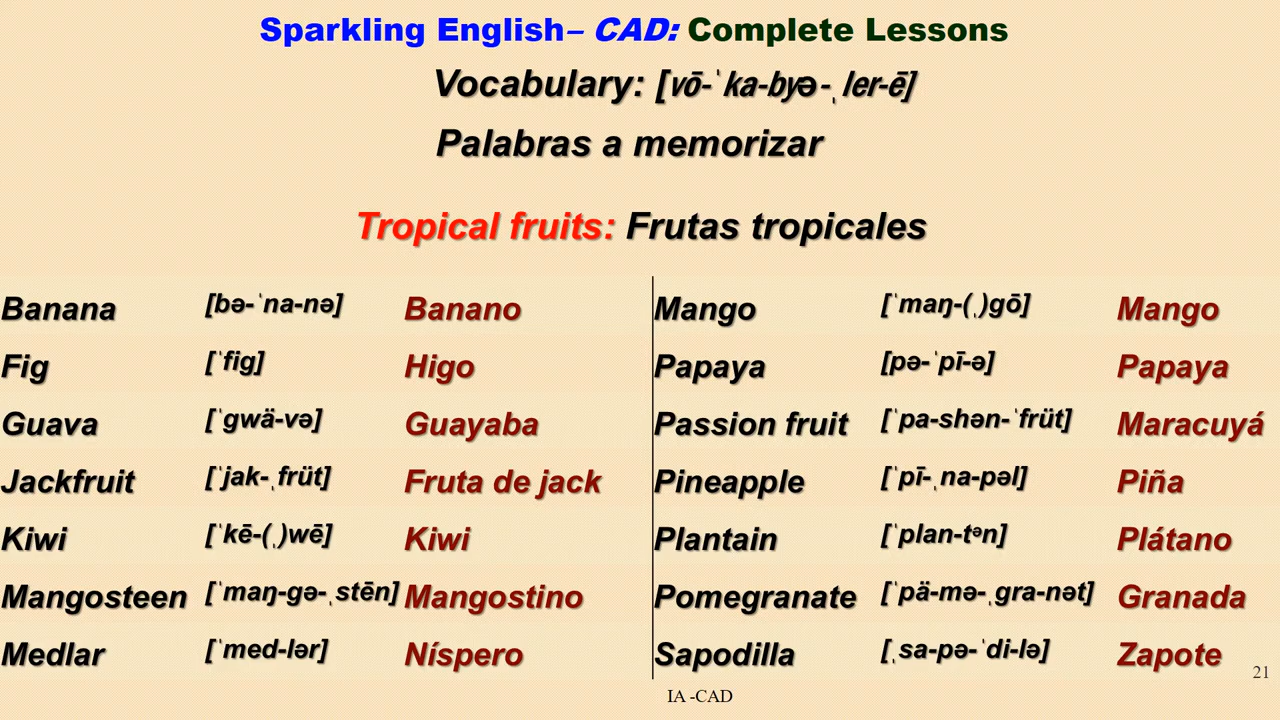 Sparkling English– CAD: Complete Lessons
Vocabulary: [vō-ˈka-byə-ˌler-ē]
Palabras a memorizar
Tropical fruits: Frutas tropicales
Banana [bə-ˈna-nə] Banano Mango [ˈmaŋ-(ˌ)gō] Mango
Fig [ˈfig] Higo Papaya [pə-ˈpī-ə] Papaya
Guava [ˈgwä-və] Guayaba Passion fruit [ˈpa-shən-ˈfrüt] Maracuyá
Jackfruit [ˈjak-ˌfrüt] Fruta de jack Pineapple [ˈpī-ˌna-pəl] Piña
Kiwi [ˈkē-(ˌ)wē] Kiwi Plantain [ˈplan-tᵊn] Plátano
Mangosteen [ˈmaŋ-gə-ˌstēn] Mangostino Pomegranate [ˈpä-mə-ˌgra-nət] Granada
Medlar [ˈmed-lər] Níspero Sapodilla [ˌsa-pə-ˈdi-lə] Zapote
21
IA -CAD